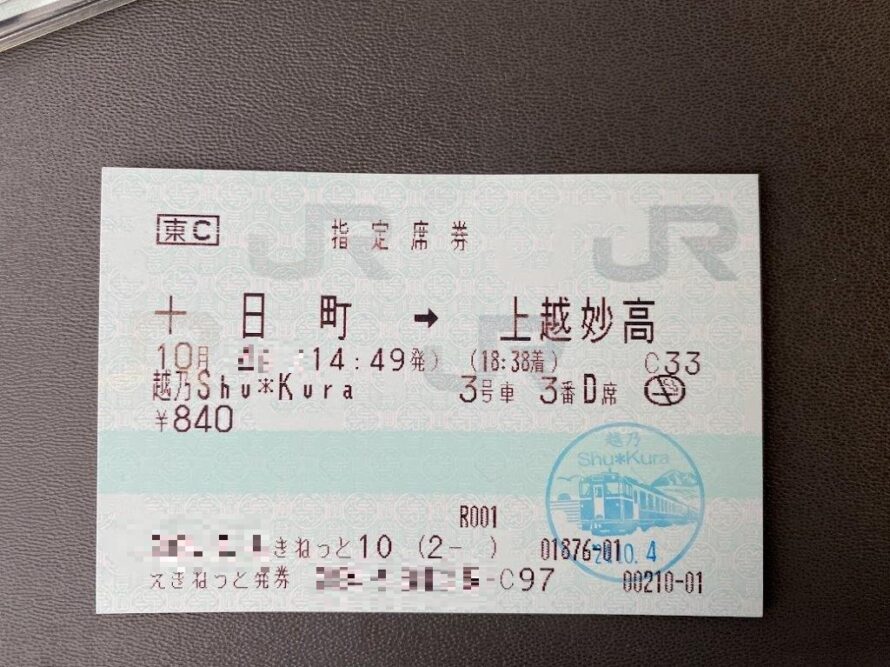 東C 指定席券
JR JR
十日町 → 上越妙高
JR
10月 14:49発) (18:38着) C33
越乃Shu*Kura 3号車 3番D席
¥840
越乃
Shu*Kura
R001
きねっと10 (2- ) 01876-01
10.4
えきねっと発券 -C97 00210-01